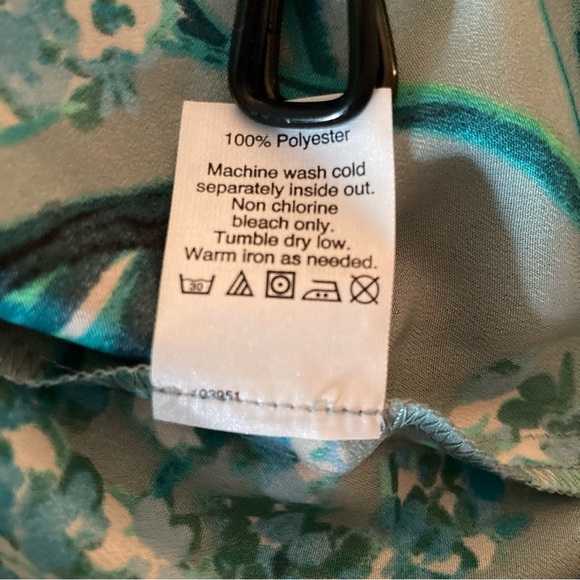 100% Polyester
Machine wash cold
separately inside out.
Non chlorine
bleach only.
Tumble dry low.
Warm iron as needed.
30